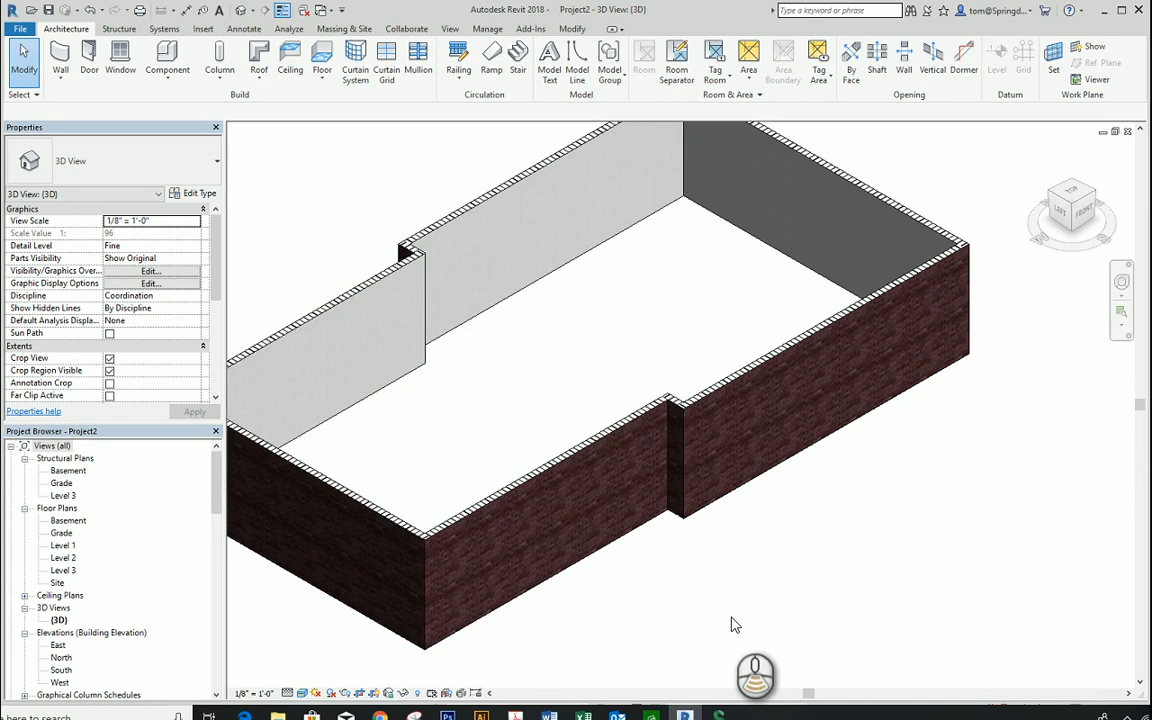 Autodesk Revit 2018 - Project2 - 3D View: {3D}
Type a keyword or phrase
tom@Springd...
File Architecture Structure Systems Insert Annotate Analyze Massing & Site Collaborate View Manage Add-Ins Modify
Modify Wall Door Window Component Column Roof Ceiling Floor Curtain System Curtain Grid Mullion Railing Ramp Stair Model Text Model Line Model Group Room Room Separator Tag Room Area Area Boundary Tag Area By Face Shaft Wall Vertical Dormer Level Grid Set
Show
Ref Plane
Viewer
Select Build Circulation Model Room & Area Opening Datum Work Plane
Properties
3D View
3D View: {3D} Edit Type
Graphics
View Scale 1/8" = 1'-0"
Scale Value 1: 96
Detail Level Fine
Parts Visibility Show Original
Visibility/Graphics Over... Edit...
Graphic Display Options Edit...
Discipline Coordination
Show Hidden Lines By Discipline
Default Analysis Displa... None
Sun Path
Extents
Crop View
Crop Region Visible
Annotation Crop
Far Clip Active
Properties help Apply
Project Browser - Project2
Views (all)
Structural Plans
Basement
Grade
Level 3
Floor Plans
Basement
Grade
Level 1
Level 2
Level 3
Site
Ceiling Plans
3D Views
{3D}
Elevations (Building Elevation)
East
North
South
West
Graphical Column Schedules
TOP
LEFT FRONT
1/8" = 1'-0"
here to search